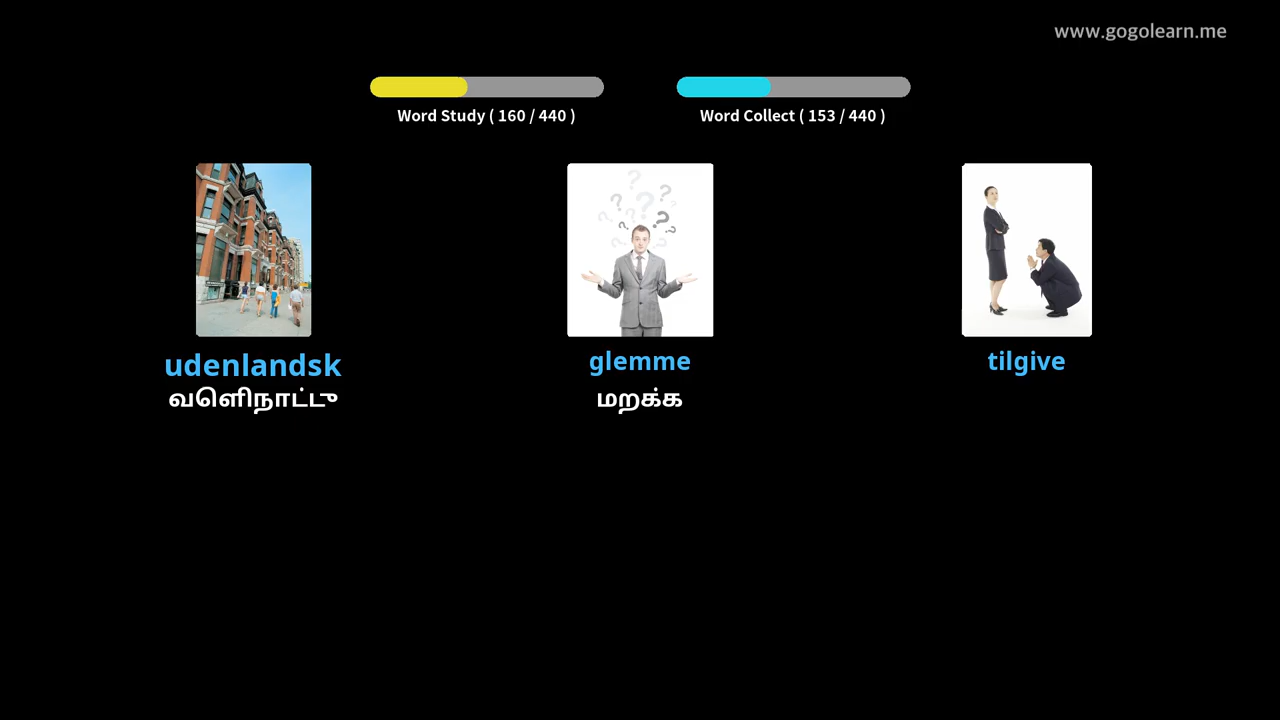 www.gogolearn.me
Word Study ( 160 / 440 )
Word Collect ( 153 / 440 )
udenlandsk
glemme
tilgive
வெளிநாட்டு
மறக்க